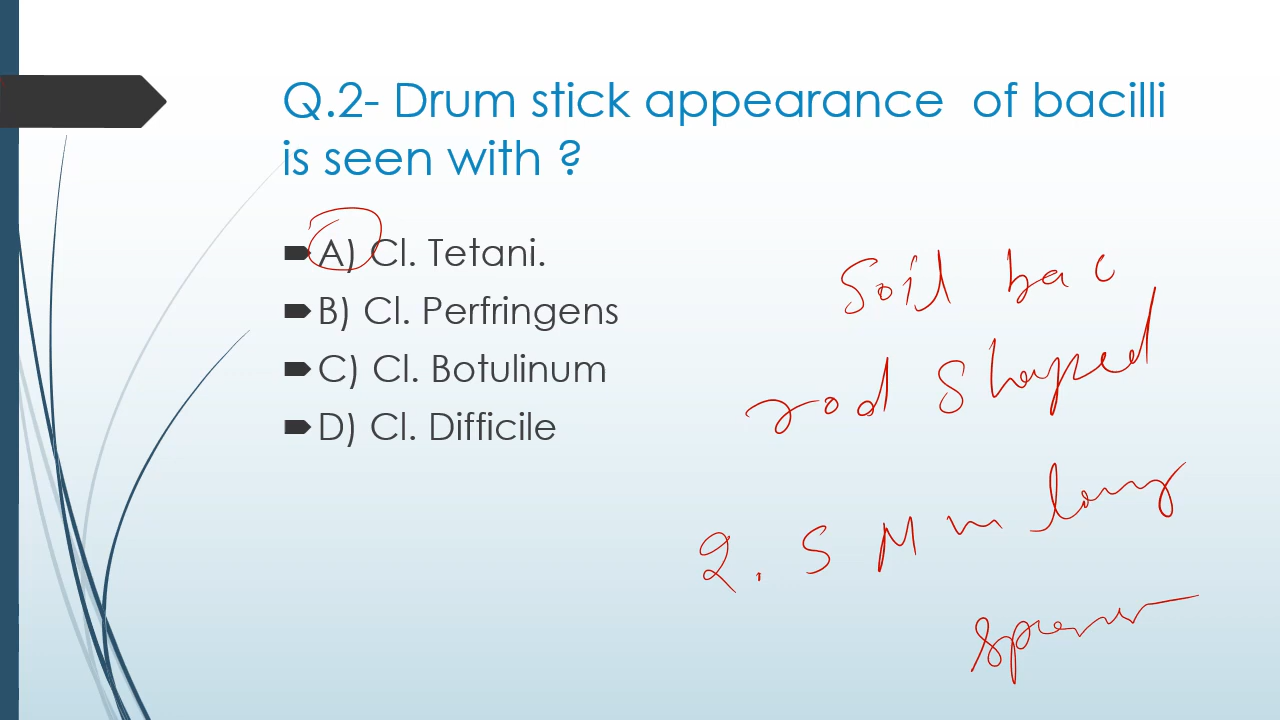 Q.2- Drum stick appearance of bacilli
is seen with ?
A) Cl. Tetani.
B) Cl. Perfringens
C) Cl. Botulinum
D) Cl. Difficile
Soil bac
rod Shaped
2.5 Mm long